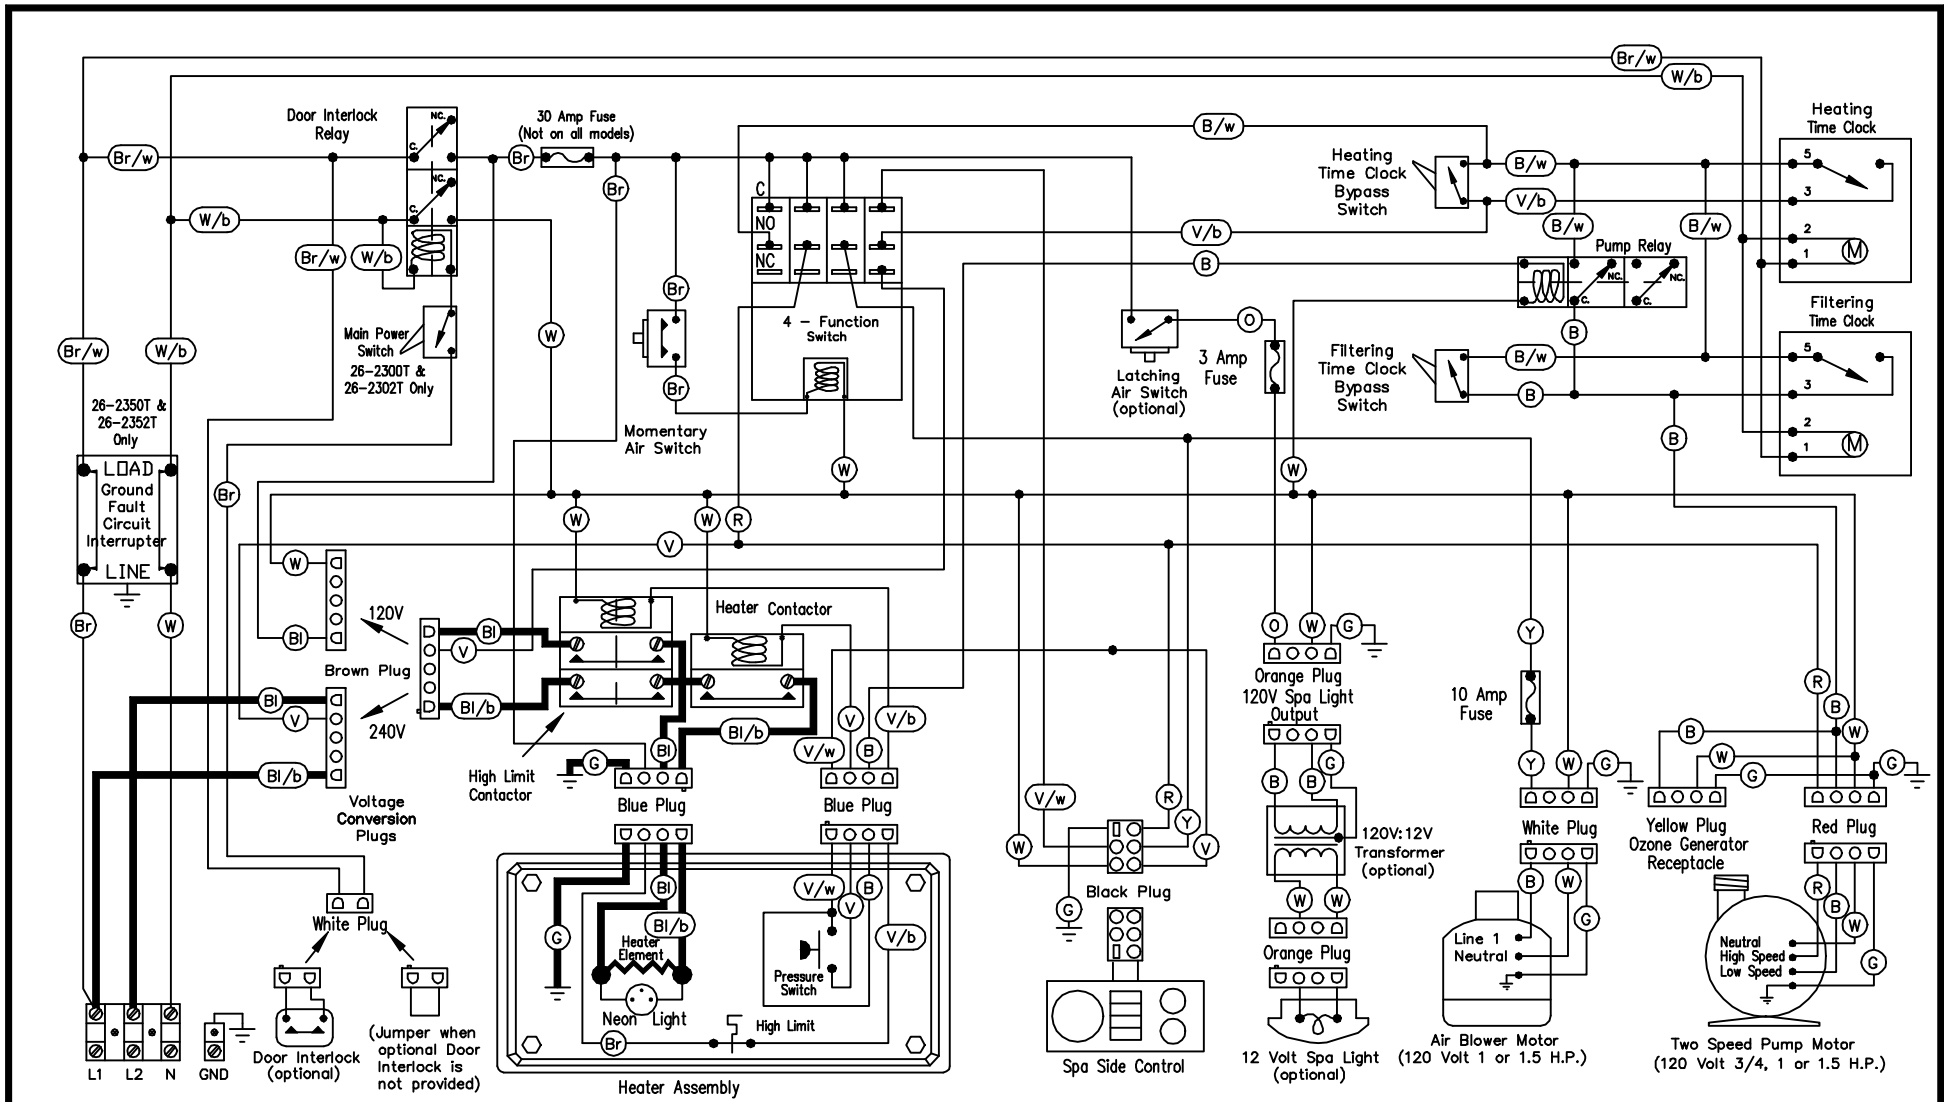 Br/w
W/b
Door Interlock
Relay
NC.
C.
NC.
C.
30 Amp Fuse
(Not on all models)
Br/w
Br
Br
B/w
Heating
Time Clock
Heating
Time Clock
Bypass
Switch
B/w
V/b
5
3
2
1
M
W/b
Br/w
W/b
C
NO
NC
V/b
B
B/w
B/w
Pump Relay
NC.
C.
NC.
C.
Br
4 - Function
Switch
W
Main Power
Switch
26-2300T &
26-2302T Only
Br/w
W/b
Br
Momentary
Air Switch
O
3 Amp
Fuse
Latching
Air Switch
(optional)
B
Filtering
Time Clock
Filtering
Time Clock
Bypass
Switch
B/w
B
5
3
2
1
M
26-2350T &
26-2352T
Only
LOAD
Ground
Fault
Circuit
Interrupter
LINE
Br
W
W
B
W
W
R
V
W
Br
W
Bl
120V
Brown Plug
240V
Bl
V
Bl/b
Bl
V
Bl/b
Heater Contactor
High Limit
Contactor
Voltage
Conversion
Plugs
Bl/b
Bl
G
V
V/b
V/w
B
Blue Plug
Blue Plug
O
W
G
Orange Plug
120V Spa Light
Output
B
B
G
120V:12V
Transformer
(optional)
W
W
Orange Plug
12 Volt Spa Light
(optional)
Y
10 Amp
Fuse
Y
W
G
White Plug
B
W
G
Line 1
Neutral
Air Blower Motor
(120 Volt 1 or 1.5 H.P.)
R
B
W
B
W
G
G
Yellow Plug
Ozone Generator
Receptacle
Red Plug
R
B
W
G
Neutral
High Speed
Low Speed
Two Speed Pump Motor
(120 Volt 3/4, 1 or 1.5 H.P.)
V/w
R
Y
V
W
G
Black Plug
Spa Side Control
White Plug
Door Interlock
(optional)
(Jumper when
optional Door
Interlock is
not provided)
L1
L2
N
GND
G
Bl
Bl/b
Heater
Element
Neon Light
Br
High Limit
V/w
V
B
V/b
Pressure
Switch
Heater Assembly